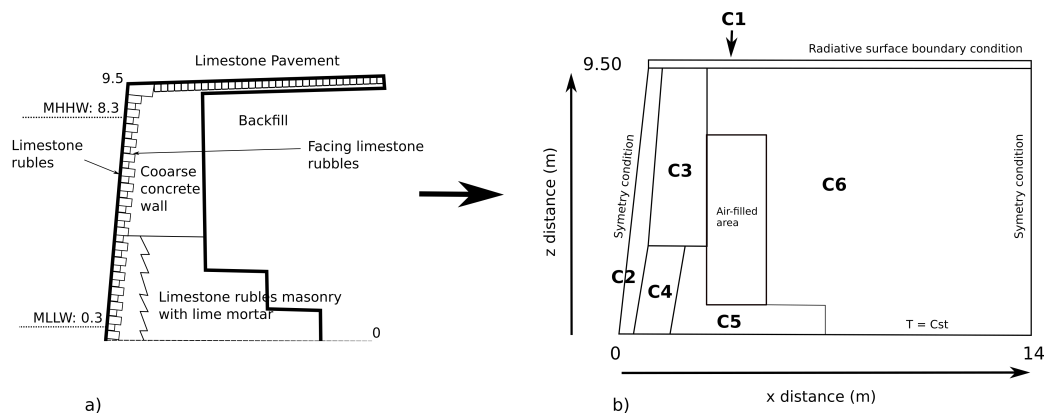 Limestone Pavement
9.5
MHHW: 8.3
Backfill
Limestone
rubles
Facing limestone
rubbles
Cooarse
concrete
wall
Limestone rubles masonry
with lime mortar
MLLW: 0.3
0
a)
C1
Radiative surface boundary condition
9.50
z distance (m)
Symetry condition
C3
C6
Air-filled
area
Symetry condition
C2
C4
C5
T = Cst
0
14
x distance (m)
b)